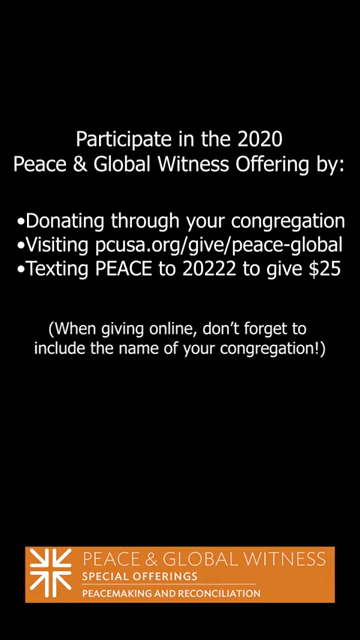 Participate in the 2020
Peace & Global Witness Offering by:
•Donating through your congregation
•Visiting pcusa.org/give/peace-global
•Texting PEACE to 20222 to give $25
(When giving online, don't forget to
include the name of your congregation!)
PEACE & GLOBAL WITNESS
SPECIAL OFFERINGS
PEACEMAKING AND RECONCILIATION